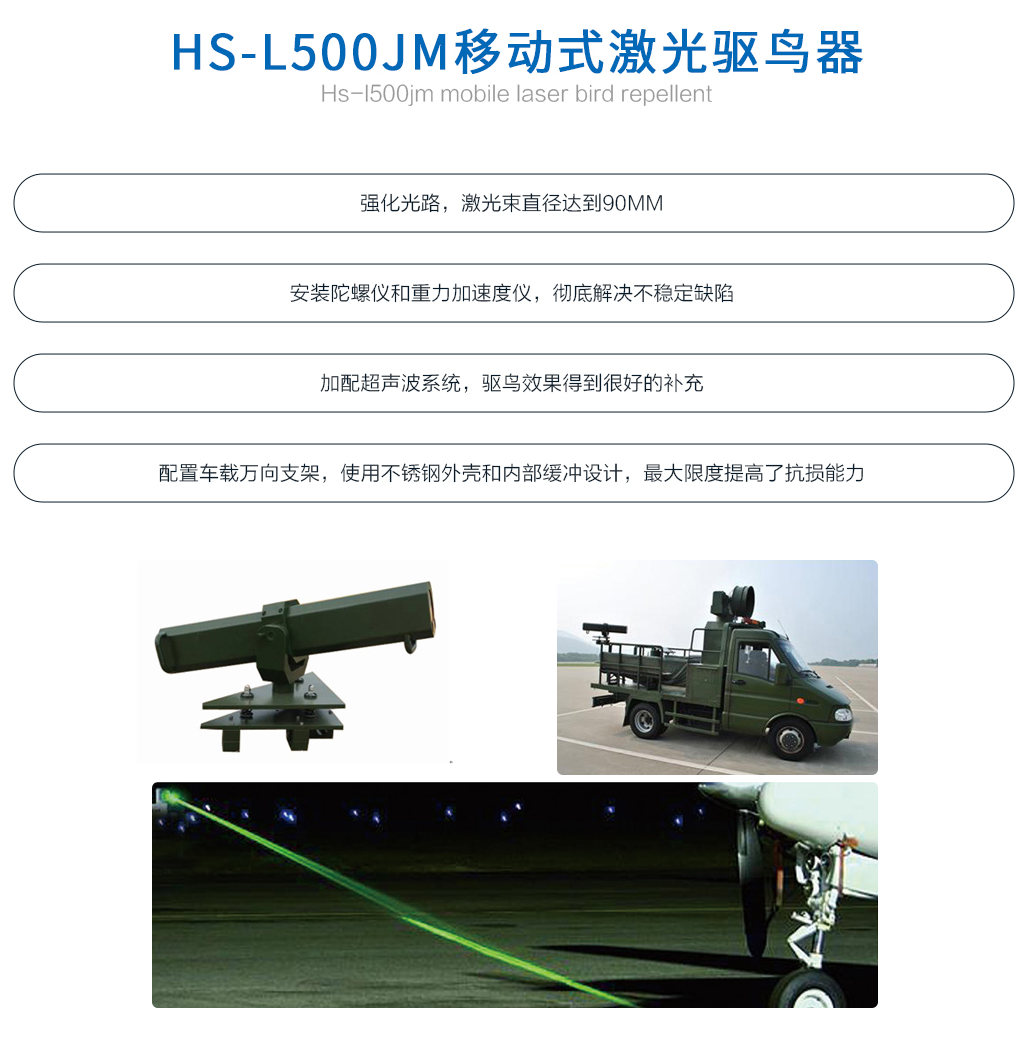 HS-L500JM移动式激光驱鸟器
Hs-l500jm mobile laser bird repellent
强化光路，激光束直径达到90MM
安装陀螺仪和重力加速度仪，彻底解决不稳定缺陷
加配超声波系统，驱鸟效果得到很好的补充
配置车载万向支架，使用不锈钢外壳和内部缓冲设计，最大限度提高了抗损能力